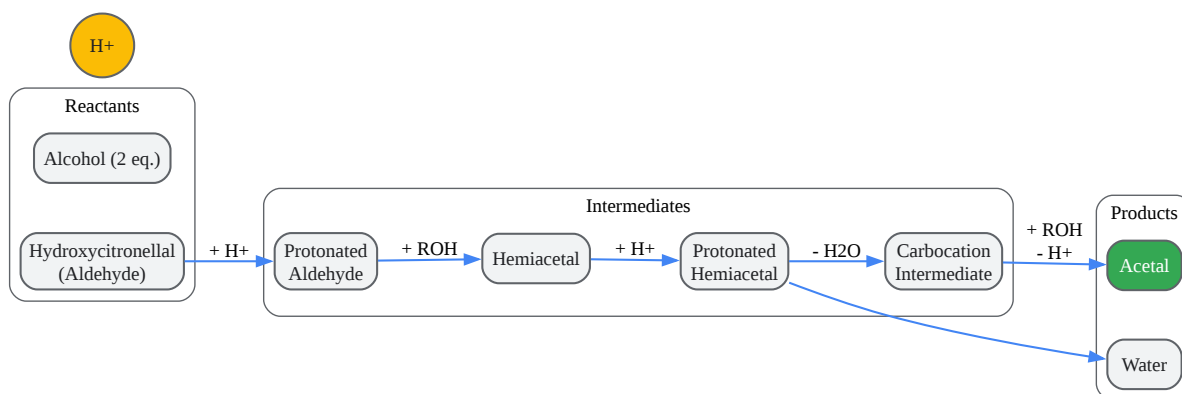 H+
Reactants
Alcohol (2 eq.)
Hydroxycitronellal
(Aldehyde)
+ H+
Intermediates
Protonated
Aldehyde
+ ROH
Hemiacetal
+ H+
Protonated
Hemiacetal
- H2O
Carbocation
Intermediate
+ ROH
- H+
Products
Acetal
Water